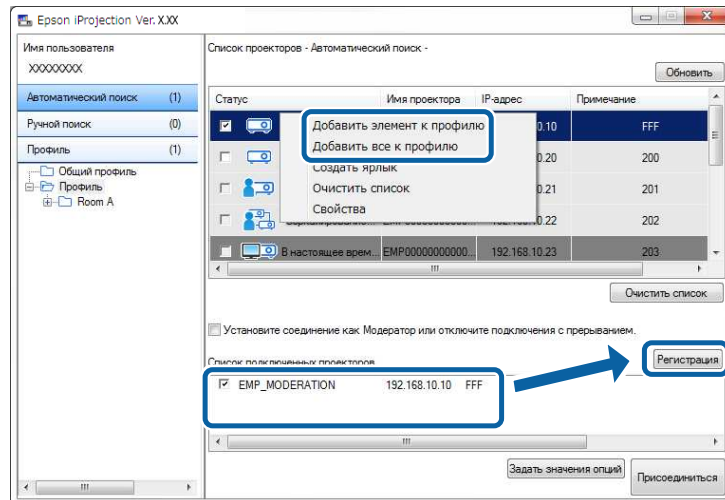 Epson iProjection Ver. X.XX
Имя пользователя
XXXXXXXX
Автоматический поиск (1)
Ручной поиск (0)
Профиль (1)
Общий профиль
Профиль
Room A
Список проекторов - Автоматический поиск -
Обновить
Статус Имя проектора IP-адрес Примечание
0.10 FFF
0.20 200
0.21 201
0.22 202
В настоящее врем... EMP00000000000... 192.168.10.23 203
Добавить элемент к профилю
Добавить все к профилю
Создать ярлык
Очистить список
Свойства
Очистить список
Установите соединение как Модератор или отключите подключения с прерыванием.
Список подключенных проекторов
Регистрация
EMP_MODERATION 192.168.10.10 FFF
Задать значения опций
Присоединиться